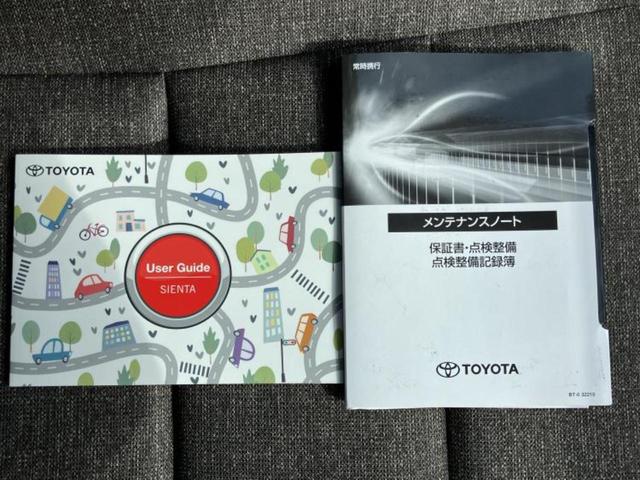 TOYOTA
User Guide
SIENTA
常時携行
メンテナンスノート
保証書・点検整備
点検整備記録簿
TOYOTA